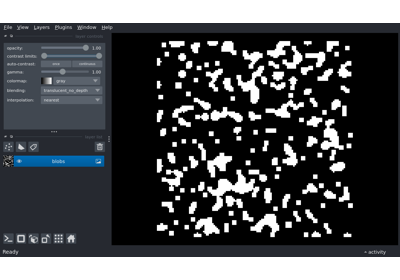 File View Layers Plugins Window Help
opacity: 1.00
contrast limits:
auto-contrast: once continuous
gamma: 1.00
colormap: gray
blending: translucent_no_depth
interpolation: nearest
blobs
Ready
activity